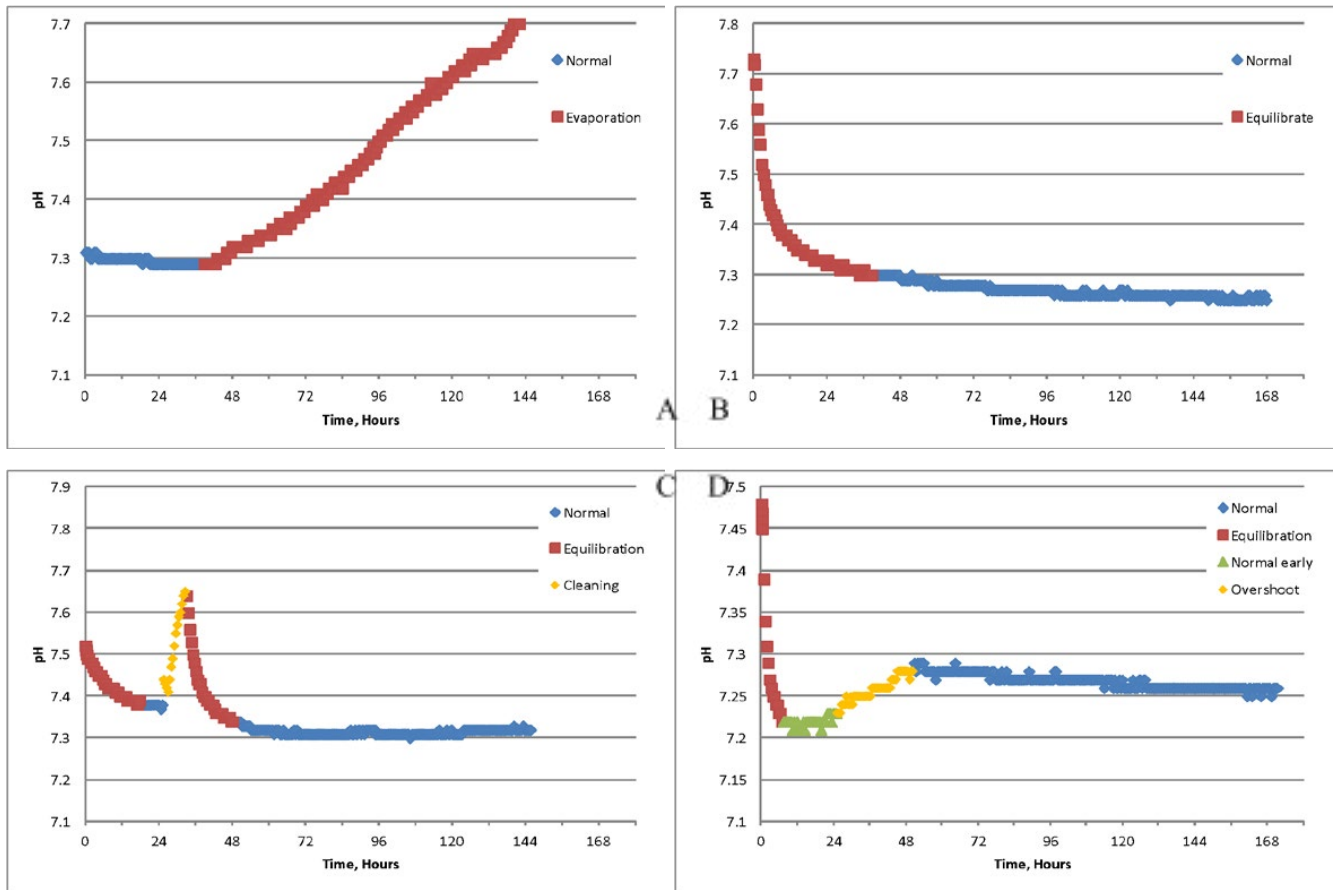 7.7
7.6
7.5
7.4
7.3
7.2
7.1
pH
0 24 48 72 96 120 144 168
Time, Hours
Normal
Evaporation
A
7.8
7.7
7.6
7.5
7.4
7.3
7.2
7.1
pH
0 24 48 72 96 120 144 168
Time, Hours
Normal
Equilibrate
B
7.9
7.8
7.7
7.6
7.5
7.4
7.3
7.2
7.1
pH
0 24 48 72 96 120 144 168
Time, Hours
Normal
Equilibration
Cleaning
C
7.5
7.45
7.4
7.35
7.3
7.25
7.2
7.15
7.1
pH
0 24 48 72 96 120 144 168
Time, Hours
Normal
Equilibration
Normal early
Overshoot
D